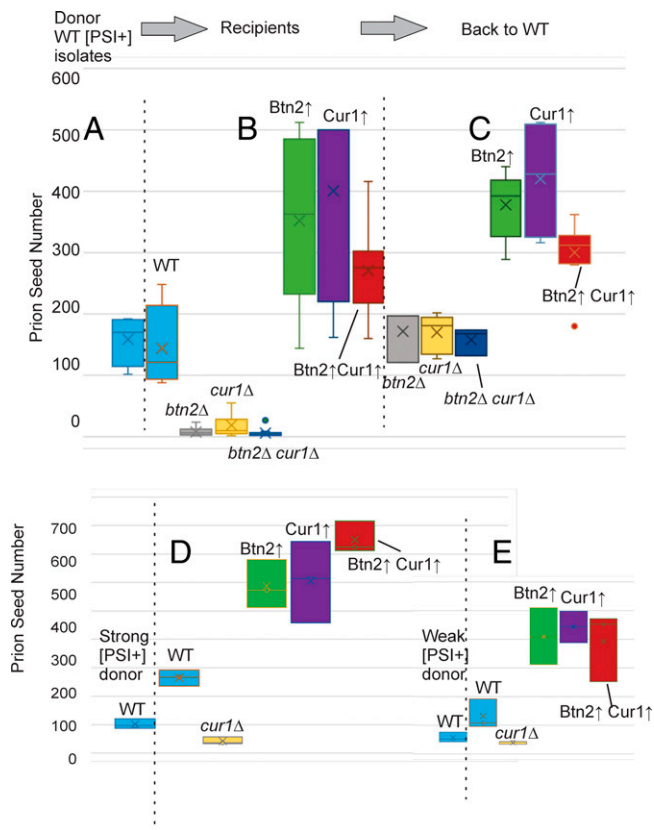 Donor
WT [PSI+]
isolates
Recipients
Back to WT
600
500
400
300
200
100
0
Prion Seed Number
A
B
C
WT
btn2Δ
cur1Δ
btn2Δ cur1Δ
Btn2↑
Cur1↑
Btn2↑Cur1↑
btn2Δ
cur1Δ
btn2Δ cur1Δ
Btn2↑
Cur1↑
Btn2↑ Cur1↑
700
600
500
400
300
200
100
0
Prion Seed Number
D
E
Strong
[PSI+]
donor
WT
WT
cur1Δ
Btn2↑
Cur1↑
Btn2↑ Cur1↑
Weak
[PSI+]
donor
WT
WT
cur1Δ
Btn2↑
Cur1↑
Btn2↑ Cur1↑